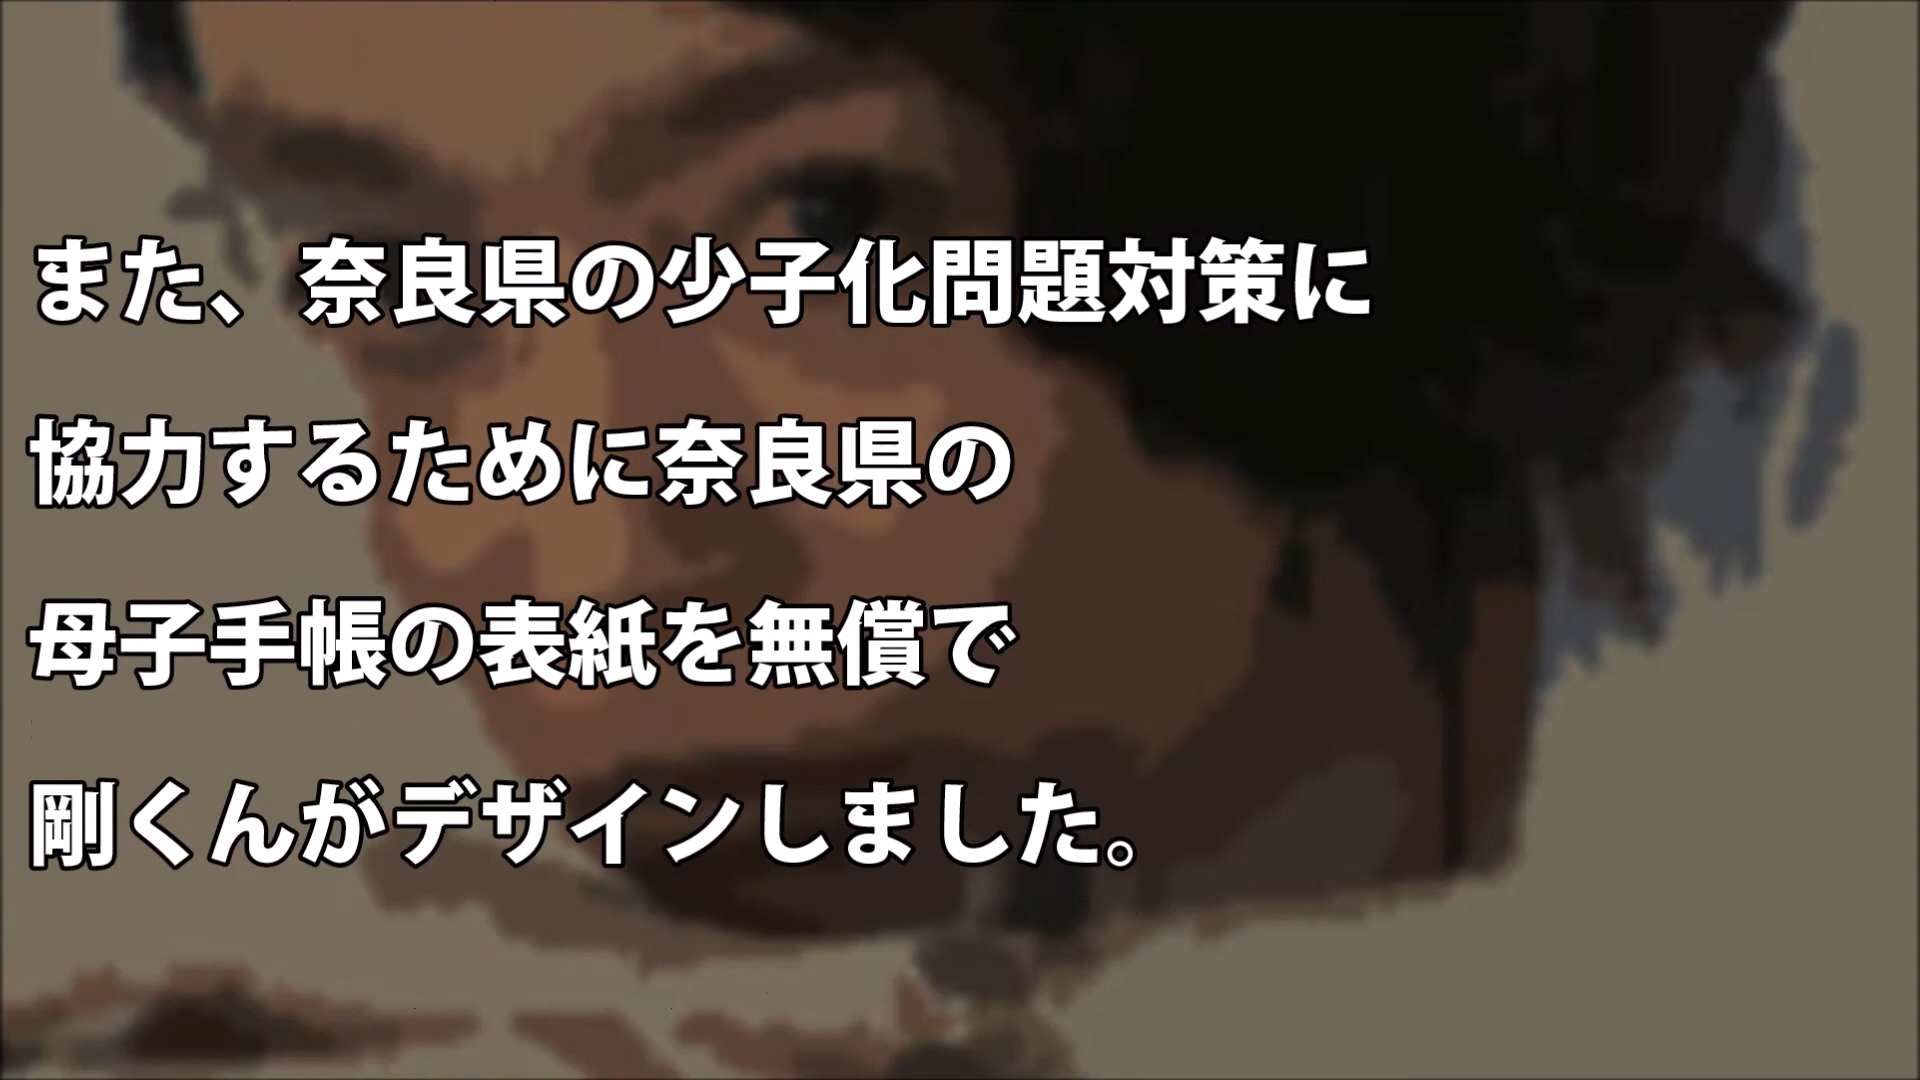 また、奈良県の少子化問題対策に
協力するために奈良県の
母子手帳の表紙を無償で
剛くんがデザインしました。